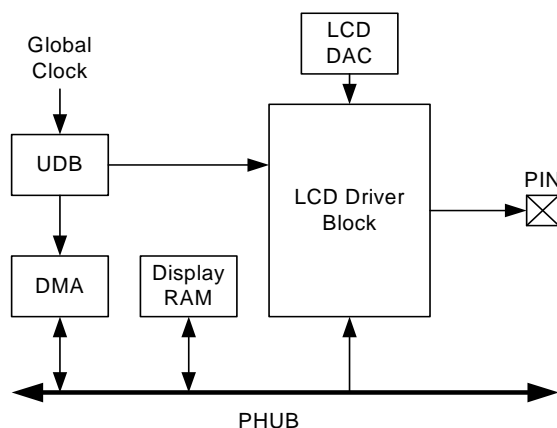 LCD
DAC
Global
Clock
UDB
LCD Driver
Block
PIN
DMA
Display
RAM
PHUB